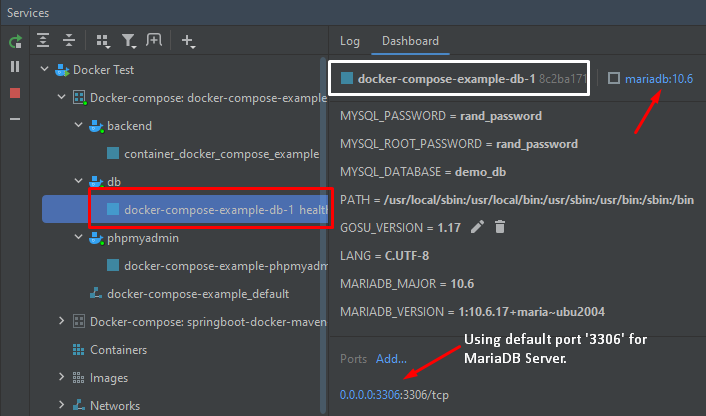 Services
Log
Dashboard
Docker Test
Docker-compose: docker-compose-example
backend
container_docker_compose_example
db
docker-compose-example-db-1 health
phpmyadmin
docker-compose-example-phpmyadm
docker-compose-example_default
Docker-compose: springboot-docker-maven
Containers
Images
Networks
docker-compose-example-db-1 8c2ba171
mariadb:10.6
MYSQL_PASSWORD = rand_password
MYSQL_ROOT_PASSWORD = rand_password
MYSQL_DATABASE = demo_db
PATH = /usr/local/sbin:/usr/local/bin:/usr/sbin:/usr/bin:/sbin:/bin
GOSU_VERSION = 1.17
LANG = C.UTF-8
MARIADB_MAJOR = 10.6
MARIADB_VERSION = 1:10.6.17+maria~ubu2004
Using default port '3306' for
MariaDB Server.
Ports Add...
0.0.0.0:3306:3306/tcp